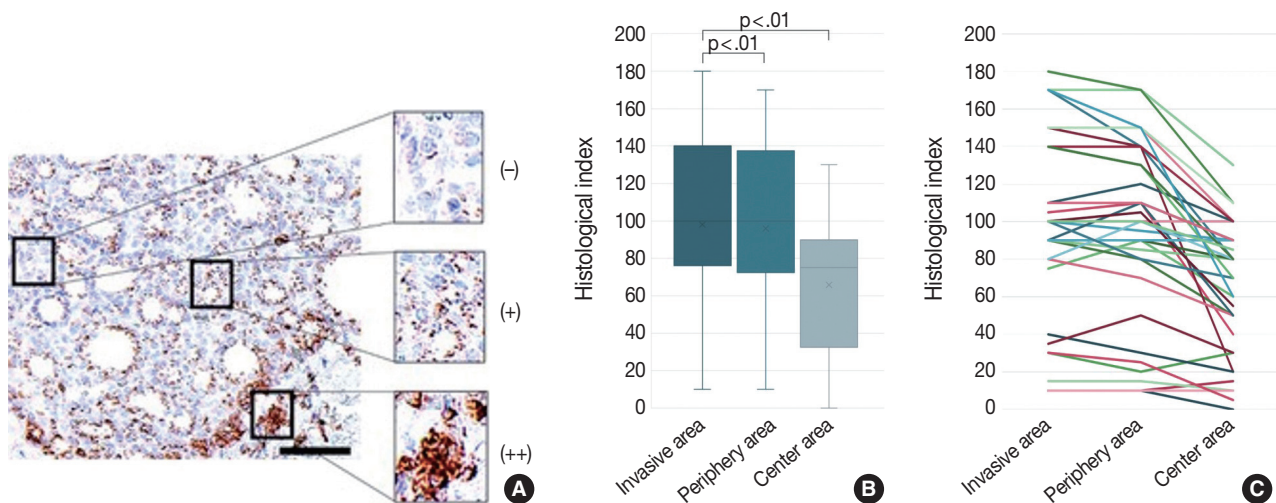 (–)
(+)
(++)
A
Histological index
200
180
160
140
120
100
80
60
40
20
0
p<.01
p<.01
Invasive area
Periphery area
Center area
B
Histological index
200
180
160
140
120
100
80
60
40
20
0
Invasive area
Periphery area
Center area
C